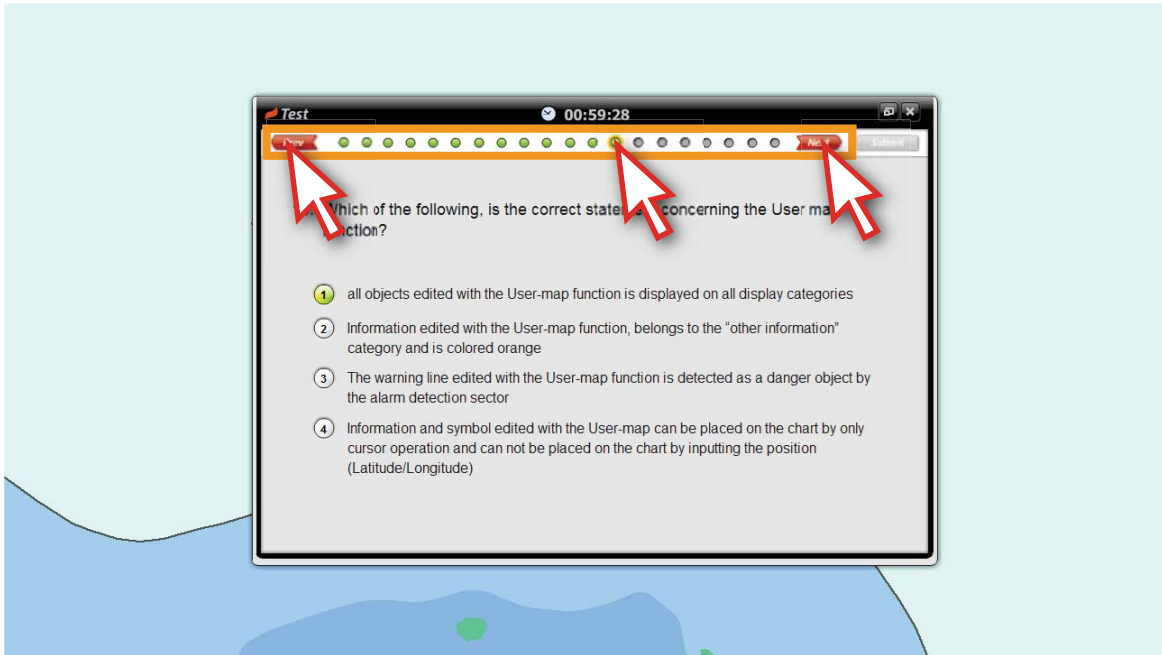 Test 00:59:28
Prev Next Submit
Which of the following, is the correct concerning the User
function?
1 all objects edited with the User-map function is displayed on all display categories
2 Information edited with the User-map function, belongs to the “other information”
category and is colored orange
3 The warning line edited with the User-map function is detected as a danger object by
the alarm detection sector
4 Information and symbol edited with the User-map can be placed on the chart by only
cursor operation and can not be placed on the chart by inputting the position
(Latitude/Longitude)